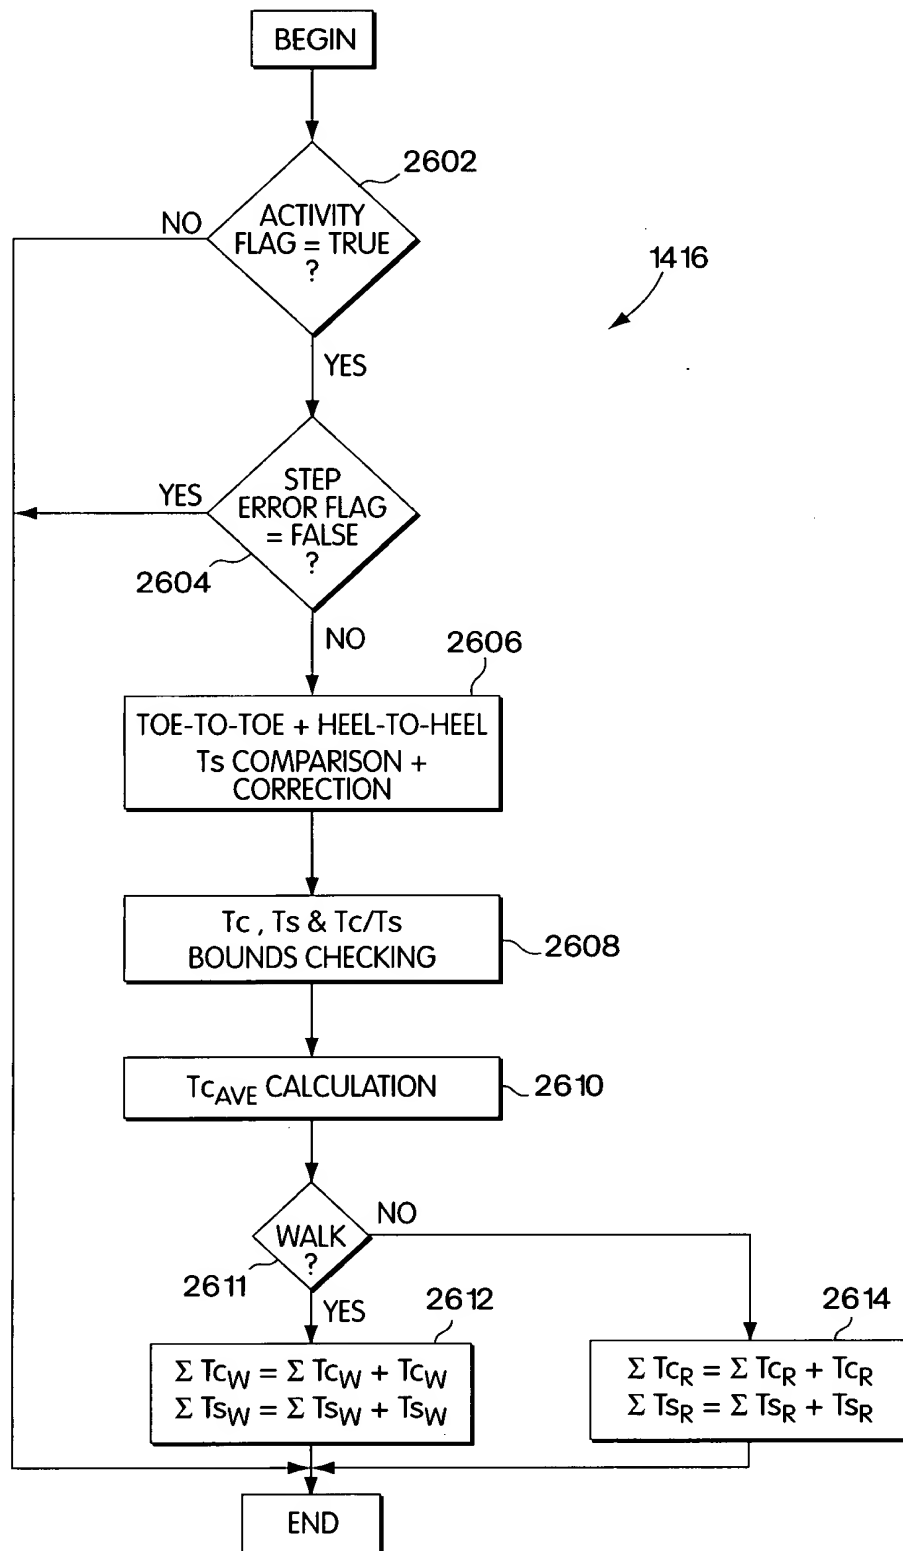 BEGIN
2602
ACTIVITY
FLAG = TRUE
?
NO
1416
YES
STEP
ERROR FLAG
= FALSE
?
YES
2604
NO
2606
TOE-TO-TOE + HEEL-TO-HEEL
Ts COMPARISON +
CORRECTION
Tc , Ts & Tc/Ts
BOUNDS CHECKING
2608
TcAVE CALCULATION
2610
WALK
?
NO
2611
YES
2612
Σ TcW = Σ TcW + TcW
Σ TsW = Σ TsW + TsW
2614
Σ TcR = Σ TcR + TcR
Σ TsR = Σ TsR + TsR
END